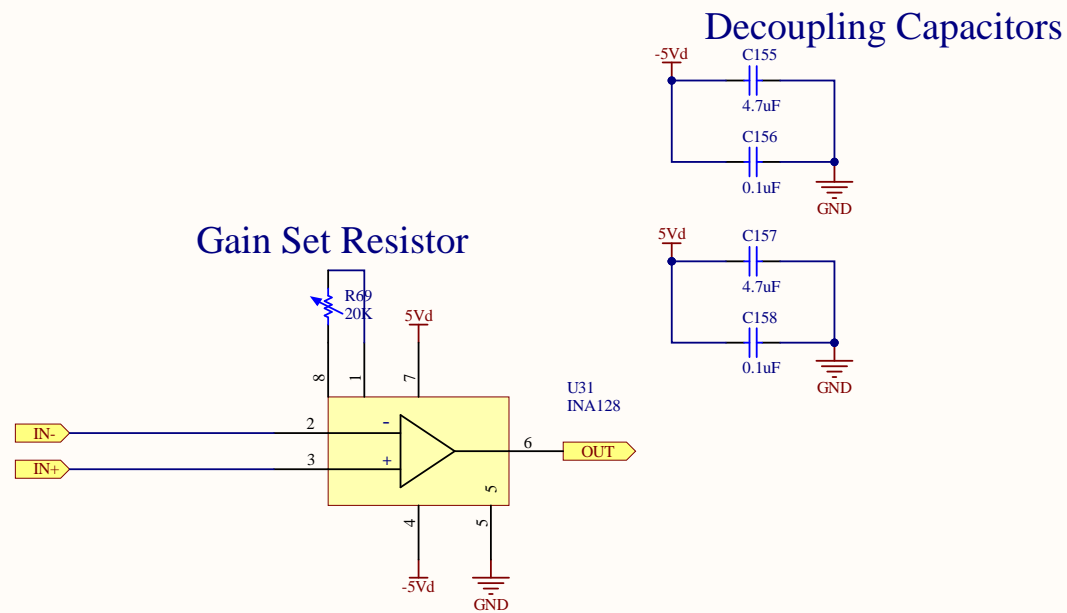 Decoupling Capacitors
-5Vd
C155
4.7uF
C156
0.1uF
GND
5Vd
C157
4.7uF
C158
0.1uF
GND
Gain Set Resistor
R69
20K
5Vd
8
1
7
U31
INA128
IN-
2
-
6
OUT
IN+
3
+
5
4
5
-5Vd
GND